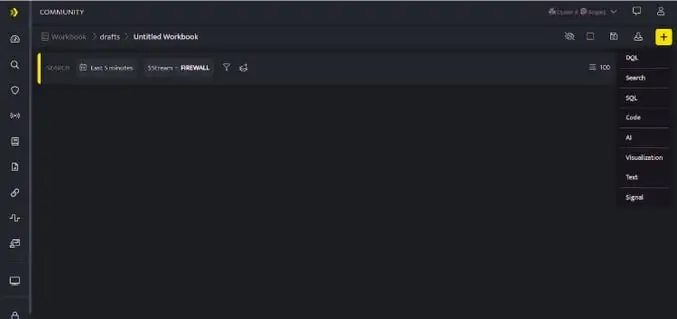 COMMUNITY
Workbook > drafts > Untitled Workbook
SEARCH Last 5 minutes $Stream = FIREWALL 100
DQL
Search
SQL
Code
AI
Visualization
Text
Signal